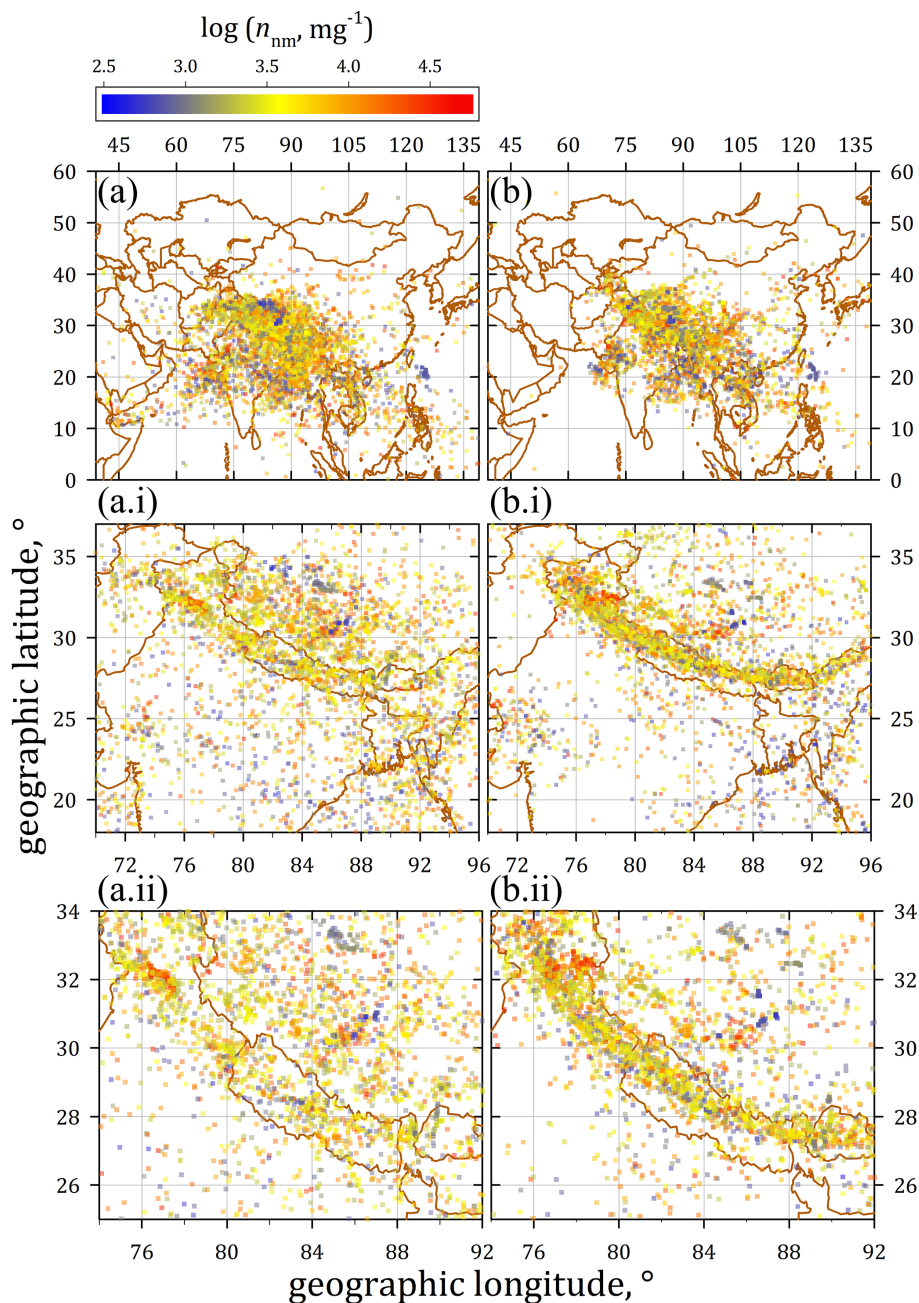 log (nnm, mg-1)
2.5 3.0 3.5 4.0 4.5
45 60 75 90 105 120 135 45 60 75 90 105 120 135
(a) (b)
60 60
50 50
40 40
30 30
20 20
10 10
0 0
(a.i) (b.i)
35 35
30 30
25 25
20 20
72 76 80 84 88 92 96 72 76 80 84 88 92 96
(a.ii) (b.ii)
34 34
32 32
30 30
28 28
26 26
76 80 84 88 92 76 80 84 88 92
geographic latitude, °
geographic longitude, °